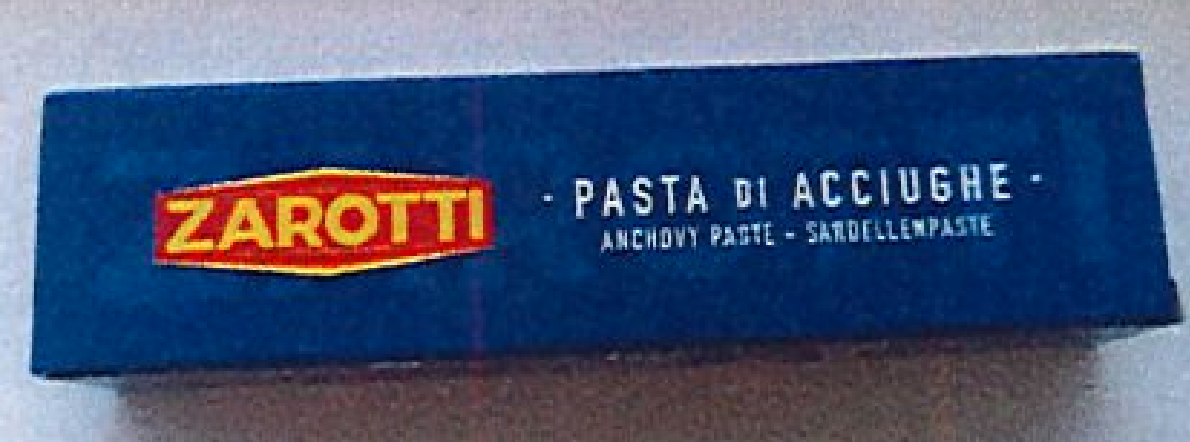 ZAROTTI
- PASTA DI ACCIUGHE -
ANCHOVY PASTE - SARDELLENPASTE